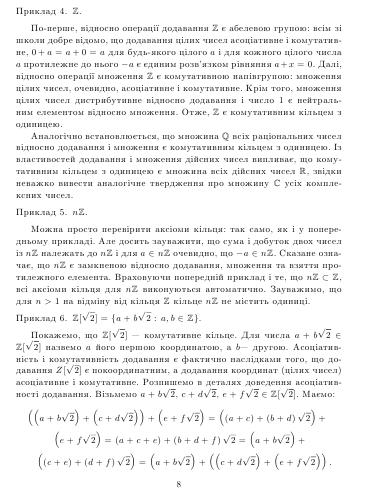 Приклад 4. ℤ.
По-перше, відносно операції додавання ℤ є абелевою групою: всім зі
школи добре відомо, що додавання цілих чисел асоціативне і комутатив-
не, 0 + a = a + 0 = a для будь-якого цілого a і для кожного цілого числа
a протилежне до нього −a є єдиним розв'язком рівняння a + x = 0. Далі,
відносно операції множення ℤ є комутативною напівгрупою: множення
цілих чисел, очевидно, асоціативне і комутативне. Крім того, множення
цілих чисел дистрибутивне відносно додавання і число 1 є нейтраль-
ним елементом відносно множення. Отже, ℤ є комутативним кільцем з
одиницею.
Аналогічно встановлюється, що множина ℚ всіх раціональних чисел
відносно додавання і множення є комутативним кільцем з одиницею. Із
властивостей додавання і множення дійсних чисел випливає, що кому-
тативним кільцем з одиницею є множина всіх дійсних чисел ℝ, звідки
неважко вивести аналогічне твердження про множину ℂ усіх компле-
ксних чисел.
Приклад 5. nℤ.
Можна просто перевірити аксіоми кільця: так само, як і у попере-
дньому прикладі. Але досить зауважити, що сума і добуток двох чисел
із nℤ належать до nℤ і для a ∈ nℤ очевидно, що −a ∈ nℤ. Сказане озна-
чає, що nℤ є замкненою відносно додавання, множення та взяття про-
тилежного елемента. Враховуючи попередній приклад і те, що nℤ ⊂ ℤ,
всі аксіоми кільця для nℤ виконуються автоматично. Зауважимо, що
для n > 1 на відміну від кільця ℤ кільце nℤ не містить одиниці.
Приклад 6. ℤ[√2] = {a + b√2 : a, b ∈ ℤ}.
Покажемо, що ℤ[√2] — комутативне кільце. Для числа a + b√2 ∈
ℤ[√2] назвемо a його першою координатою, а b— другою. Асоціатив-
ність і комутативність додавання є фактично наслідками того, що до-
давання Z[√2] є покоординатним, а додавання координат (цілих чисел)
асоціативне і комутативне. Розпишемо в деталях доведення асоціатив-
ності додавання. Візьмемо a + b√2, c + d√2, e + f√2 ∈ ℤ[√2]. Маємо:
((a + b√2) + (c + d√2)) + (e + f√2) = ((a + c) + (b + d)√2) +
(e + f√2) = (a + c + e) + (b + d + f)√2 = (a + b√2) +
((c + e) + (d + f)√2) = (a + b√2) + ((c + d√2) + (e + f√2)).
8